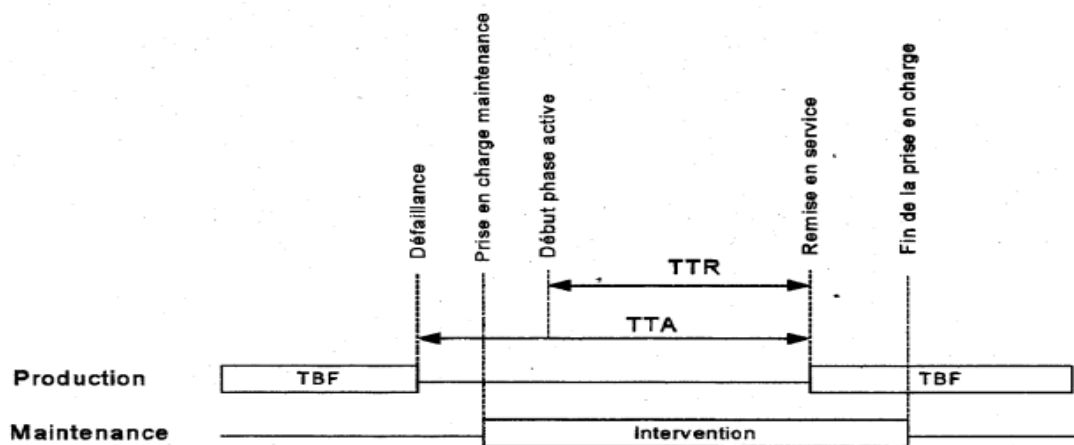 Défaillance
Prise en charge maintenance
Début phase active
Remise en service
Fin de la prise en charge
TTR
TTA
Production
TBF
TBF
Maintenance
Intervention